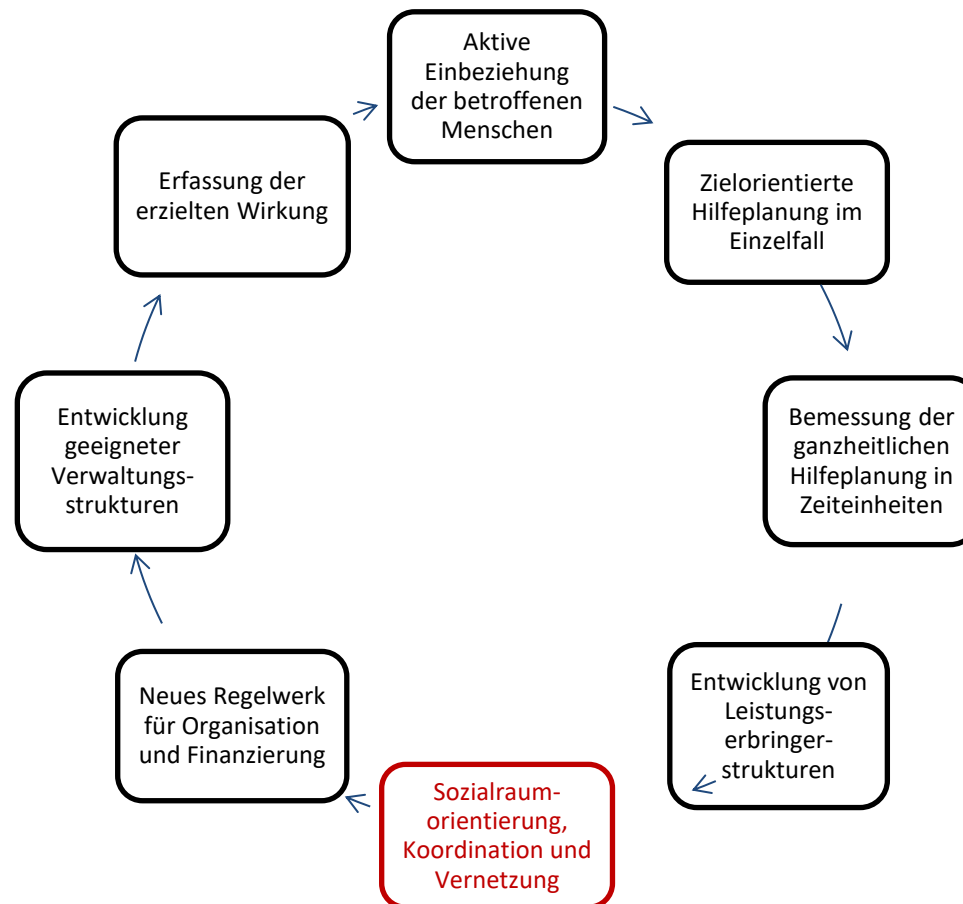 Aktive
Einbeziehung
der betroffenen
Menschen
Zielorientierte
Hilfeplanung im
Einzelfall
Bemessung der
ganzheitlichen
Hilfeplanung in
Zeiteinheiten
Entwicklung von
Leistungs-
erbringer-
strukturen
Sozialraum-
orientierung,
Koordination und
Vernetzung
Neues Regelwerk
für Organisation
und Finanzierung
Entwicklung
geeigneter
Verwaltungs-
strukturen
Erfassung der
erzielten Wirkung